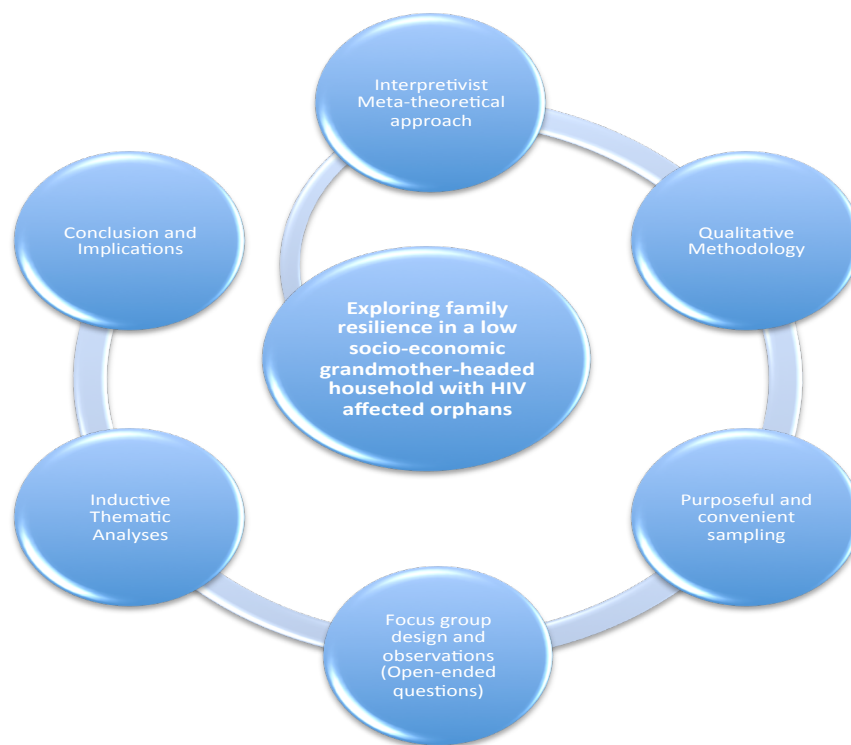 Exploring family
resilience in a low
socio-economic
grandmother-headed
household with HIV
affected orphans
Interpretivist
Meta-theoretical
approach
Qualitative
Methodology
Purposeful and
convenient
sampling
Focus group
design and
observations
(Open-ended
questions)
Inductive
Thematic
Analyses
Conclusion and
Implications